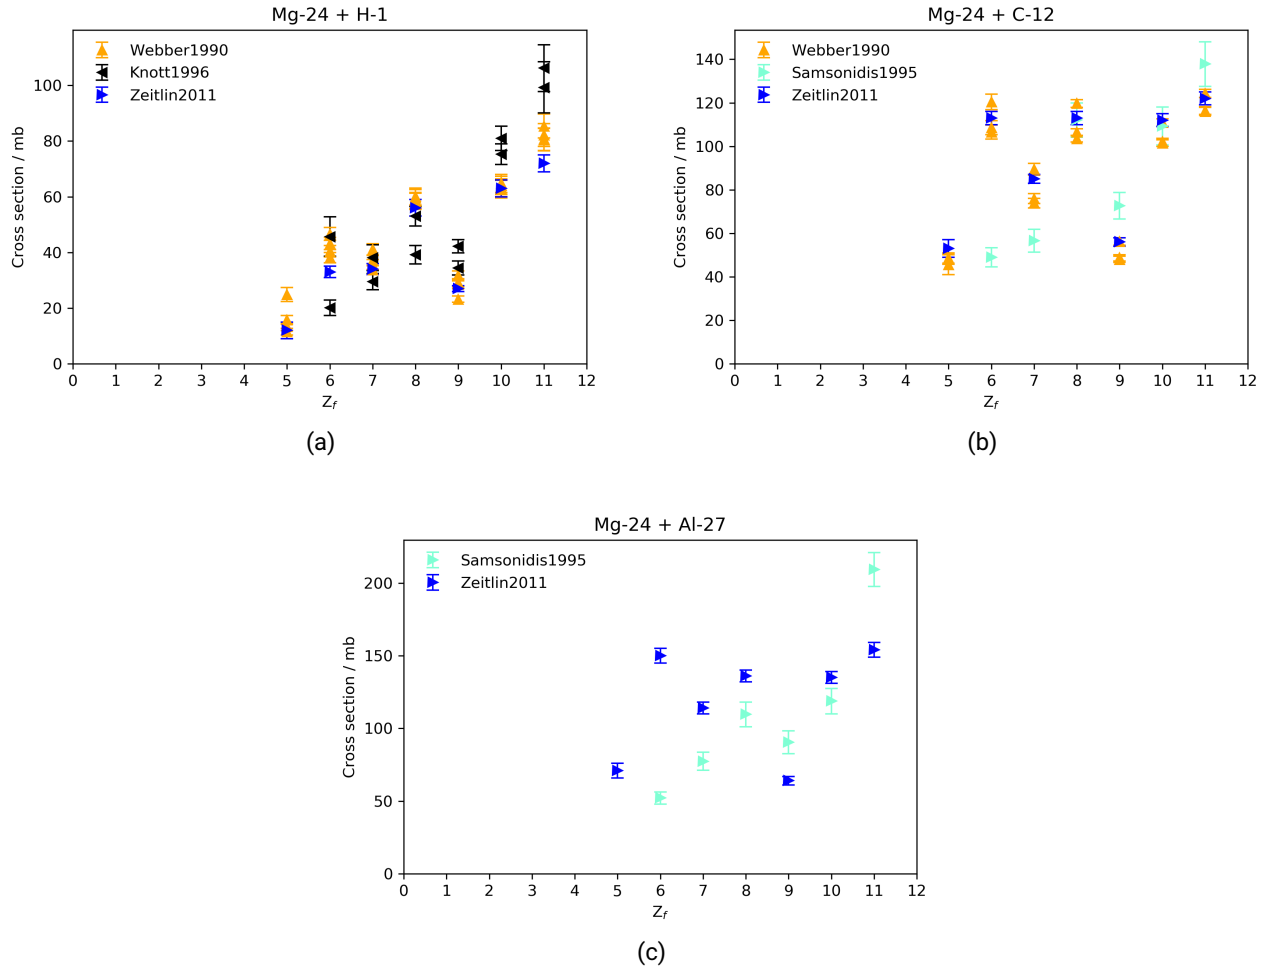 Mg-24 + H-1
Webber1990
Knott1996
Zeitlin2011
Cross section / mb
100
80
60
40
20
0
0 1 2 3 4 5 6 7 8 9 10 11 12
Z_f
(a)
Mg-24 + C-12
Webber1990
Samsonidis1995
Zeitlin2011
Cross section / mb
140
120
100
80
60
40
20
0
0 1 2 3 4 5 6 7 8 9 10 11 12
Z_f
(b)
Mg-24 + Al-27
Samsonidis1995
Zeitlin2011
Cross section / mb
200
150
100
50
0
0 1 2 3 4 5 6 7 8 9 10 11 12
Z_f
(c)